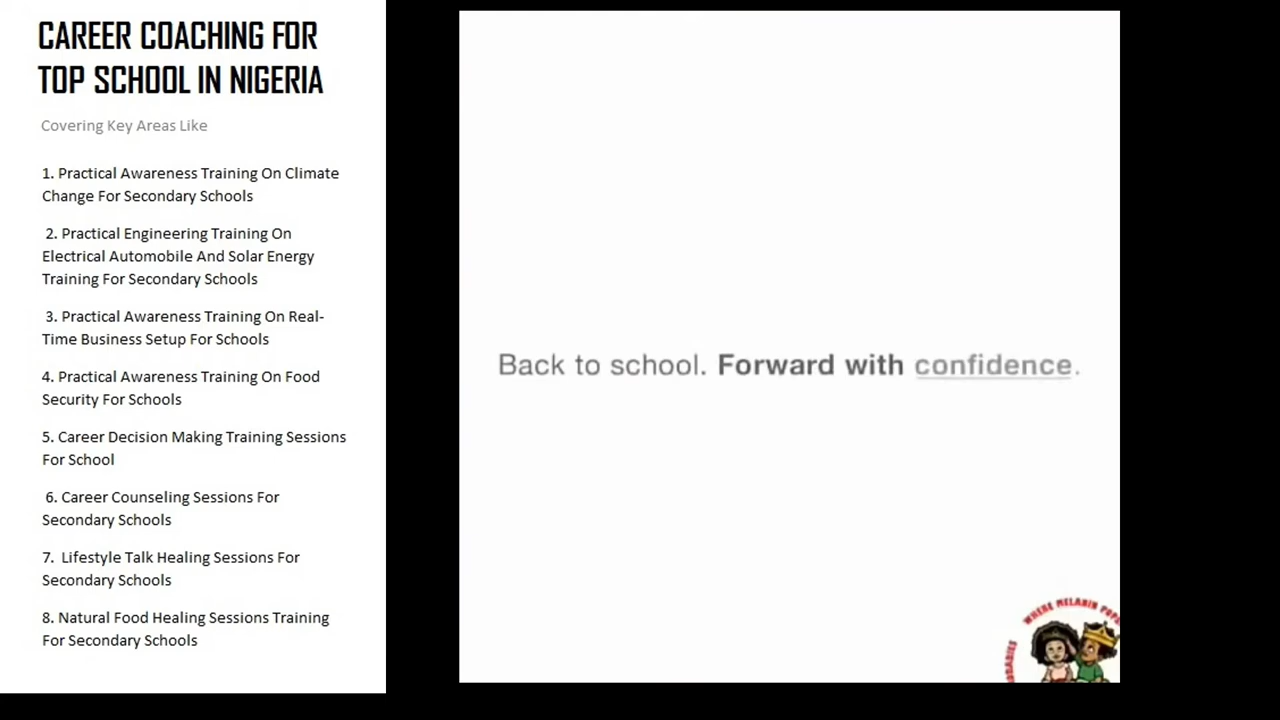 CAREER COACHING FOR
TOP SCHOOL IN NIGERIA
Covering Key Areas Like
1. Practical Awareness Training On Climate
Change For Secondary Schools
2. Practical Engineering Training On
Electrical Automobile And Solar Energy
Training For Secondary Schools
3. Practical Awareness Training On Real-
Time Business Setup For Schools
4. Practical Awareness Training On Food
Security For Schools
5. Career Decision Making Training Sessions
For School
6. Career Counseling Sessions For
Secondary Schools
7. Lifestyle Talk Healing Sessions For
Secondary Schools
8. Natural Food Healing Sessions Training
For Secondary Schools
Back to school. Forward with confidence.
WHERE MELANIN POPS